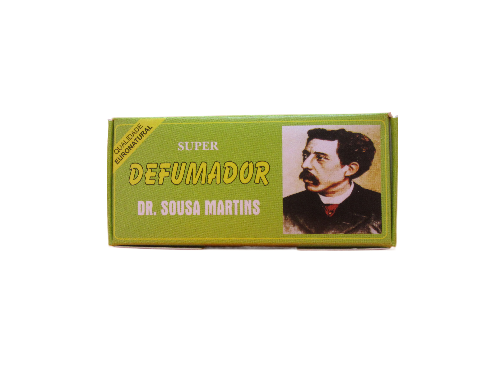 QUALIDADE
EURONATURAL
SUPER
DEFUMADOR
DR. SOUSA MARTINS